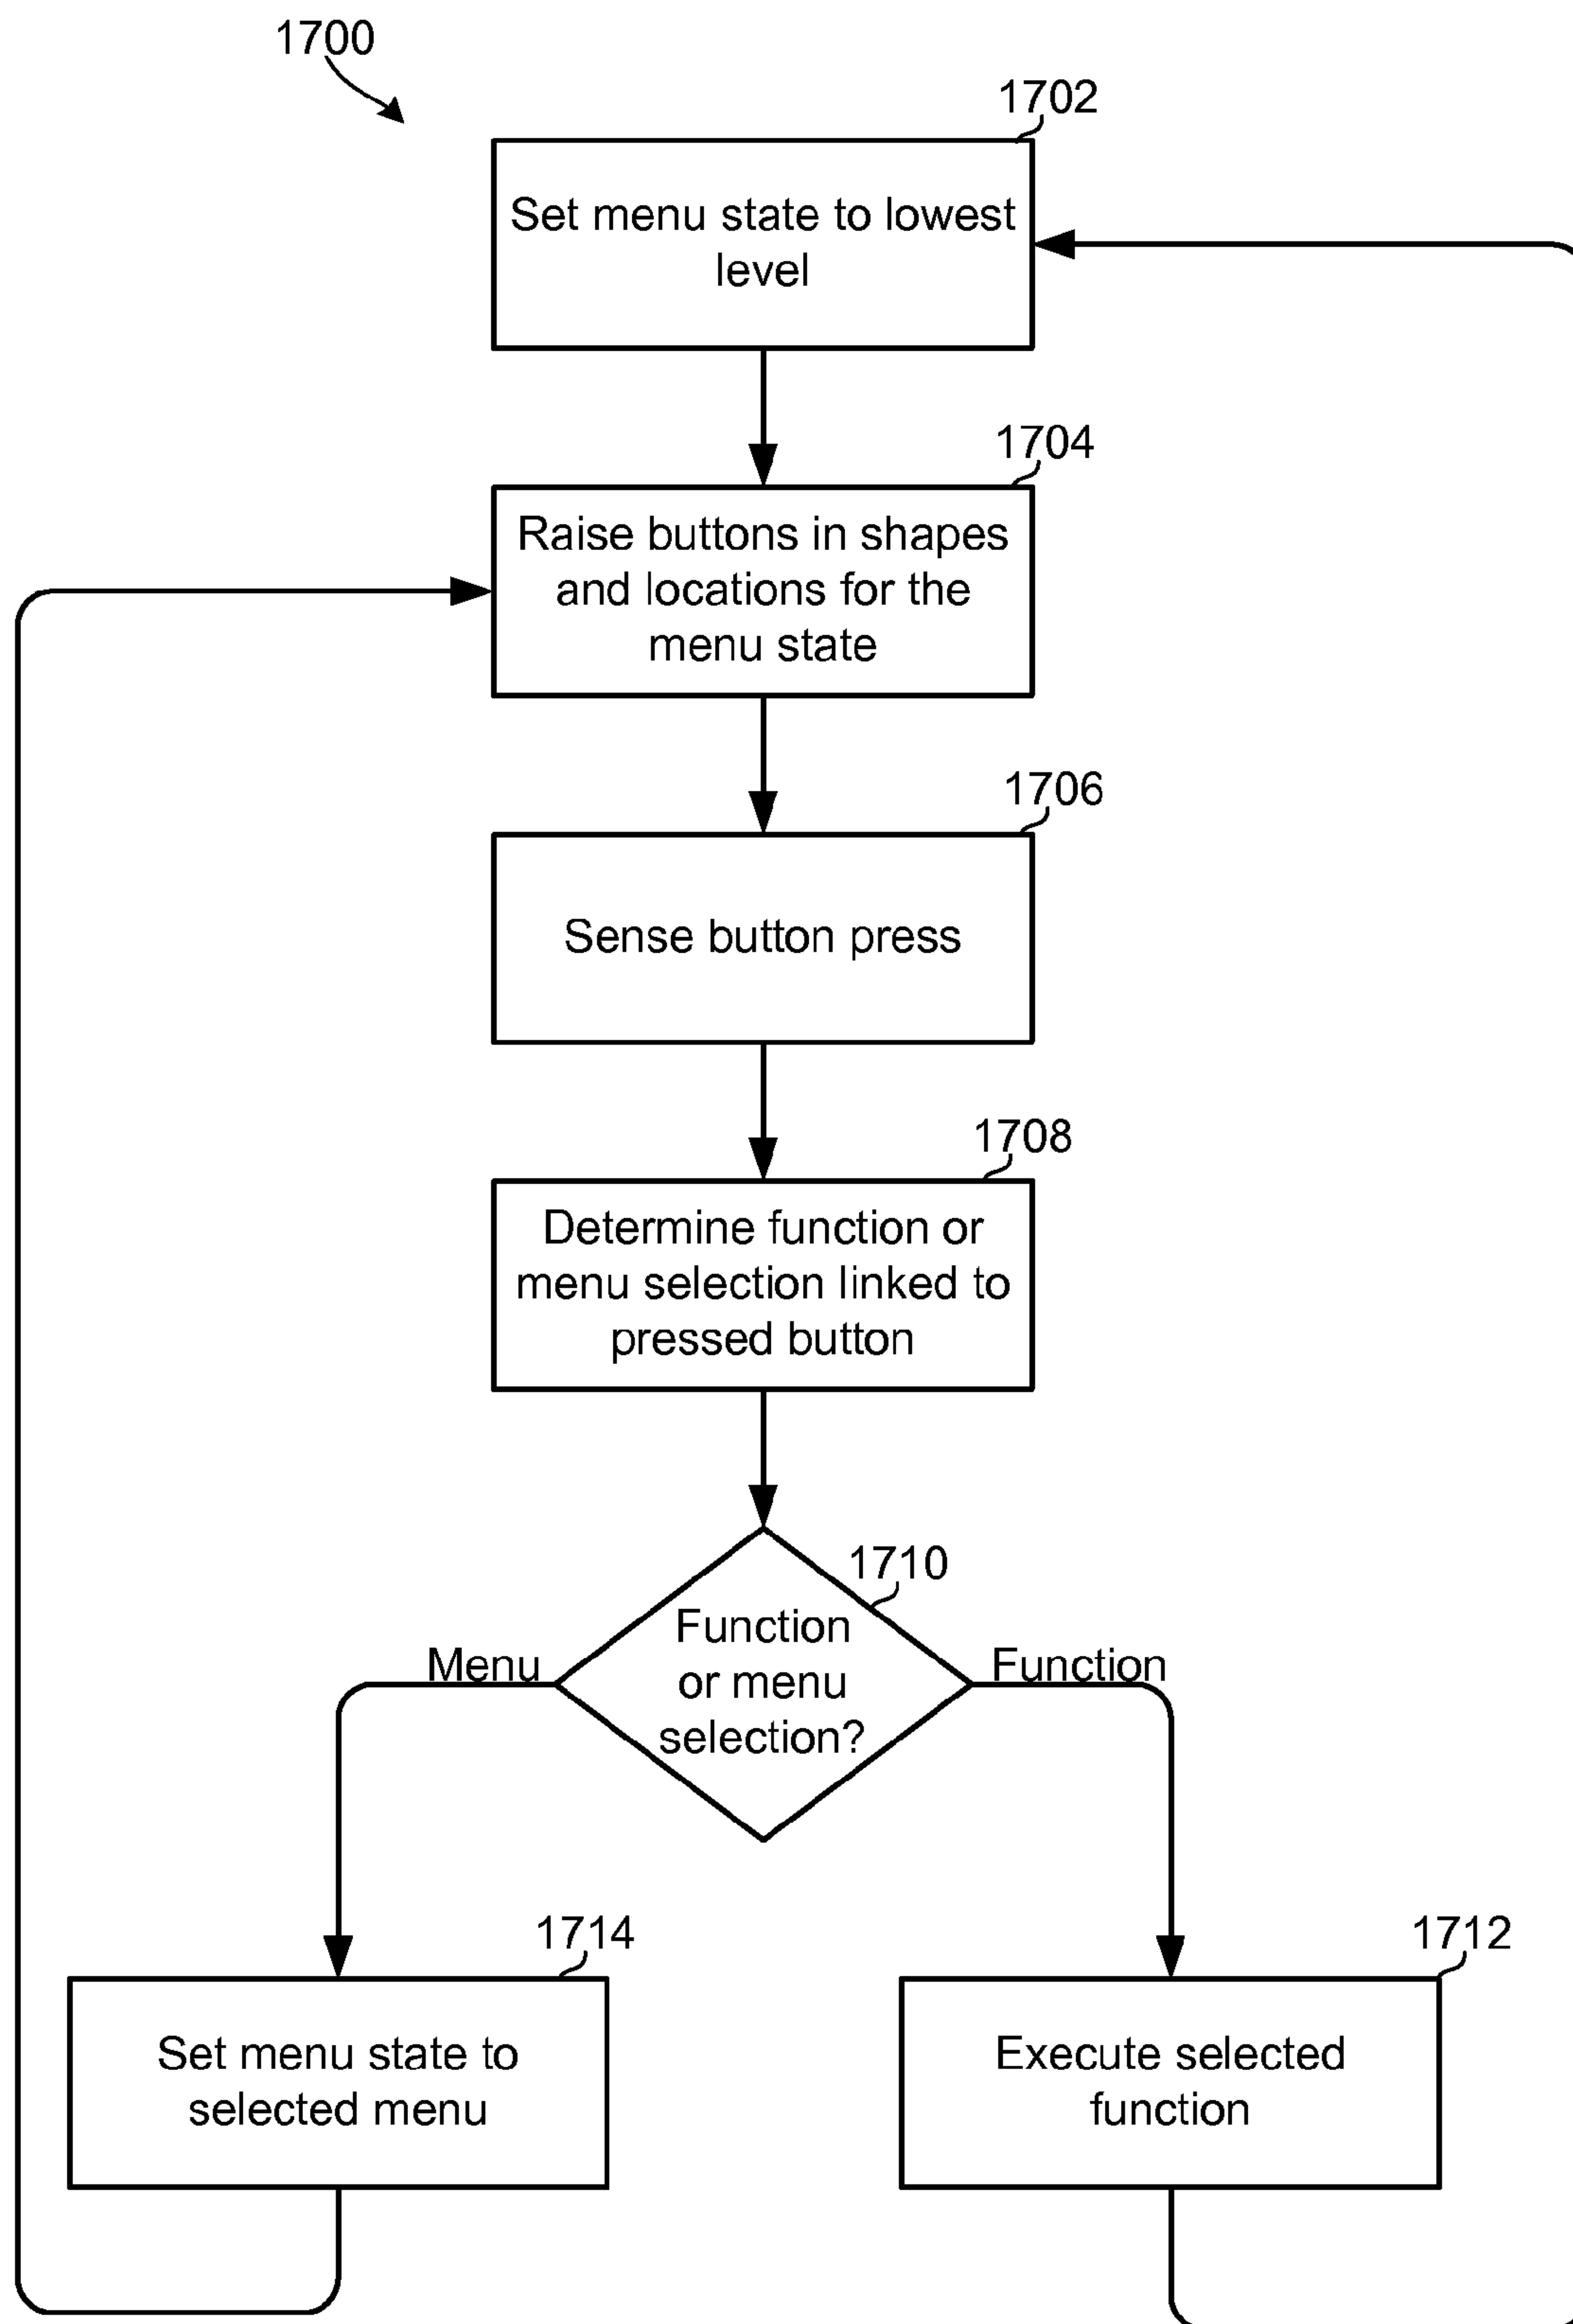 1700
1702
Set menu state to lowest
level
1704
Raise buttons in shapes
and locations for the
menu state
1706
Sense button press
1708
Determine function or
menu selection linked to
pressed button
1710
Function
or menu
selection?
Menu
Function
1714
Set menu state to
selected menu
1712
Execute selected
function